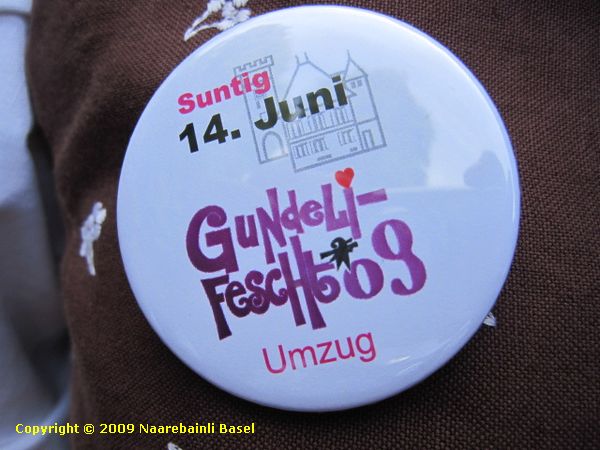 Suntig
14. Juni
GUNDELI-
FESCHT 09
Umzug
Copyright © 2009 Naarebainli Basel